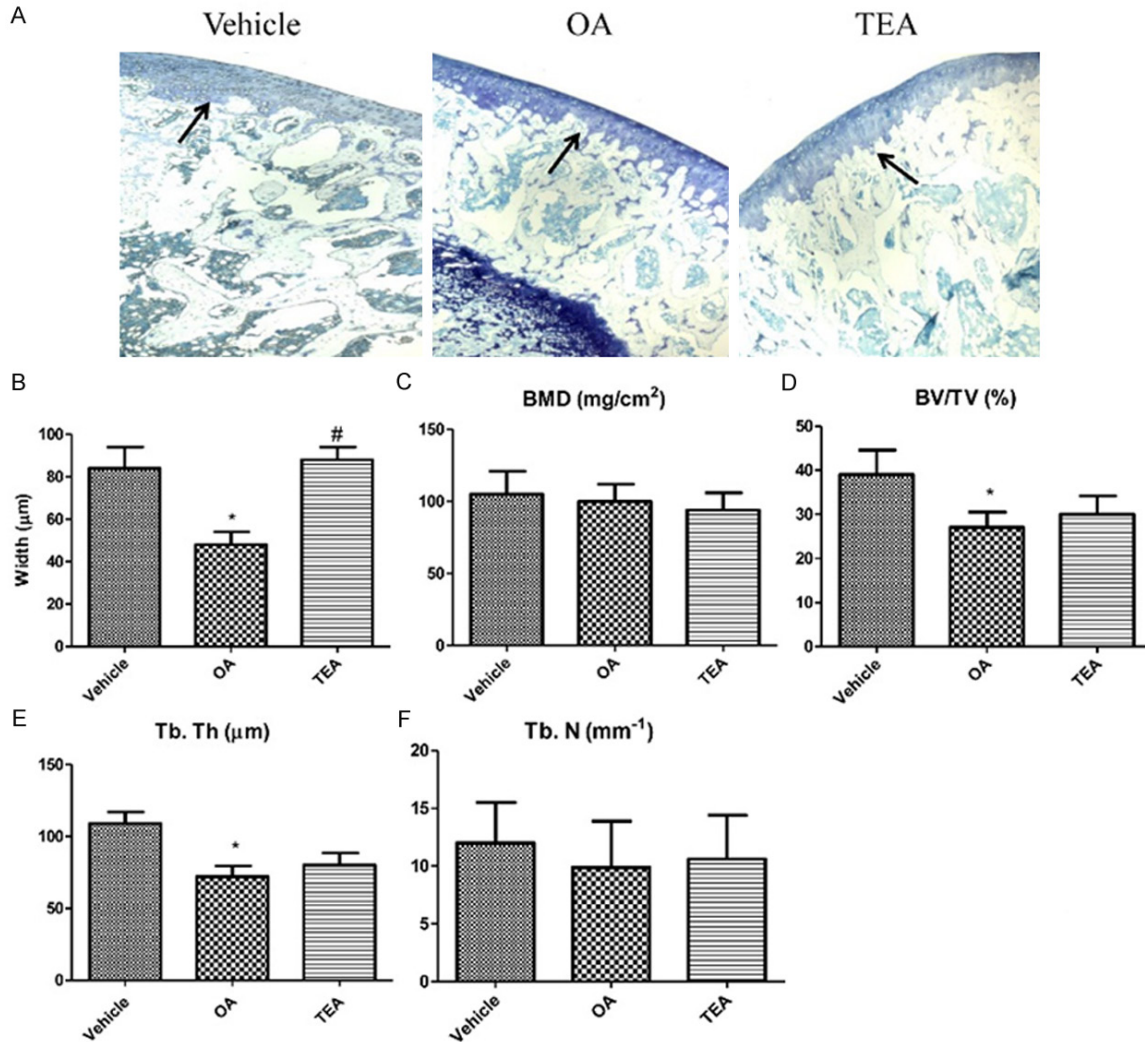 A
Vehicle OA TEA
B
C
D
BMD (mg/cm²)
BV/TV (%)
Width (µm)
100
80
60
40
20
0
Vehicle OA TEA
*
#
150
100
50
0
Vehicle OA TEA
50
40
30
20
10
0
Vehicle OA TEA
*
E
F
Tb. Th (µm)
Tb. N (mm⁻¹)
150
100
50
0
Vehicle OA TEA
*
20
15
10
5
0
Vehicle OA TEA